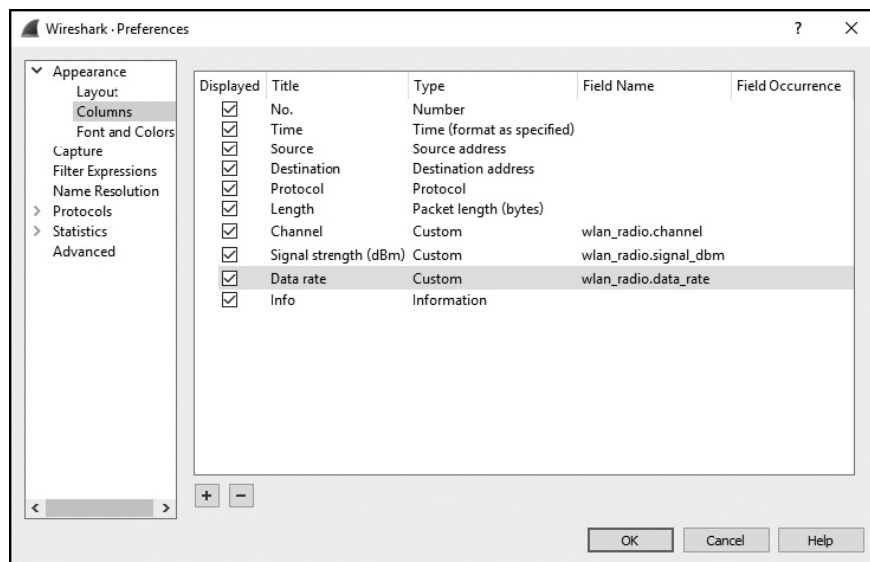 Wireshark · Preferences
? X
Appearance
Layout
Columns
Font and Colors
Capture
Filter Expressions
Name Resolution
Protocols
Statistics
Advanced
Displayed Title Type Field Name Field Occurrence
No. Number
Time Time (format as specified)
Source Source address
Destination Destination address
Protocol Protocol
Length Packet length (bytes)
Channel Custom wlan_radio.channel
Signal strength (dBm) Custom wlan_radio.signal_dbm
Data rate Custom wlan_radio.data_rate
Info Information
+ −
OK Cancel Help